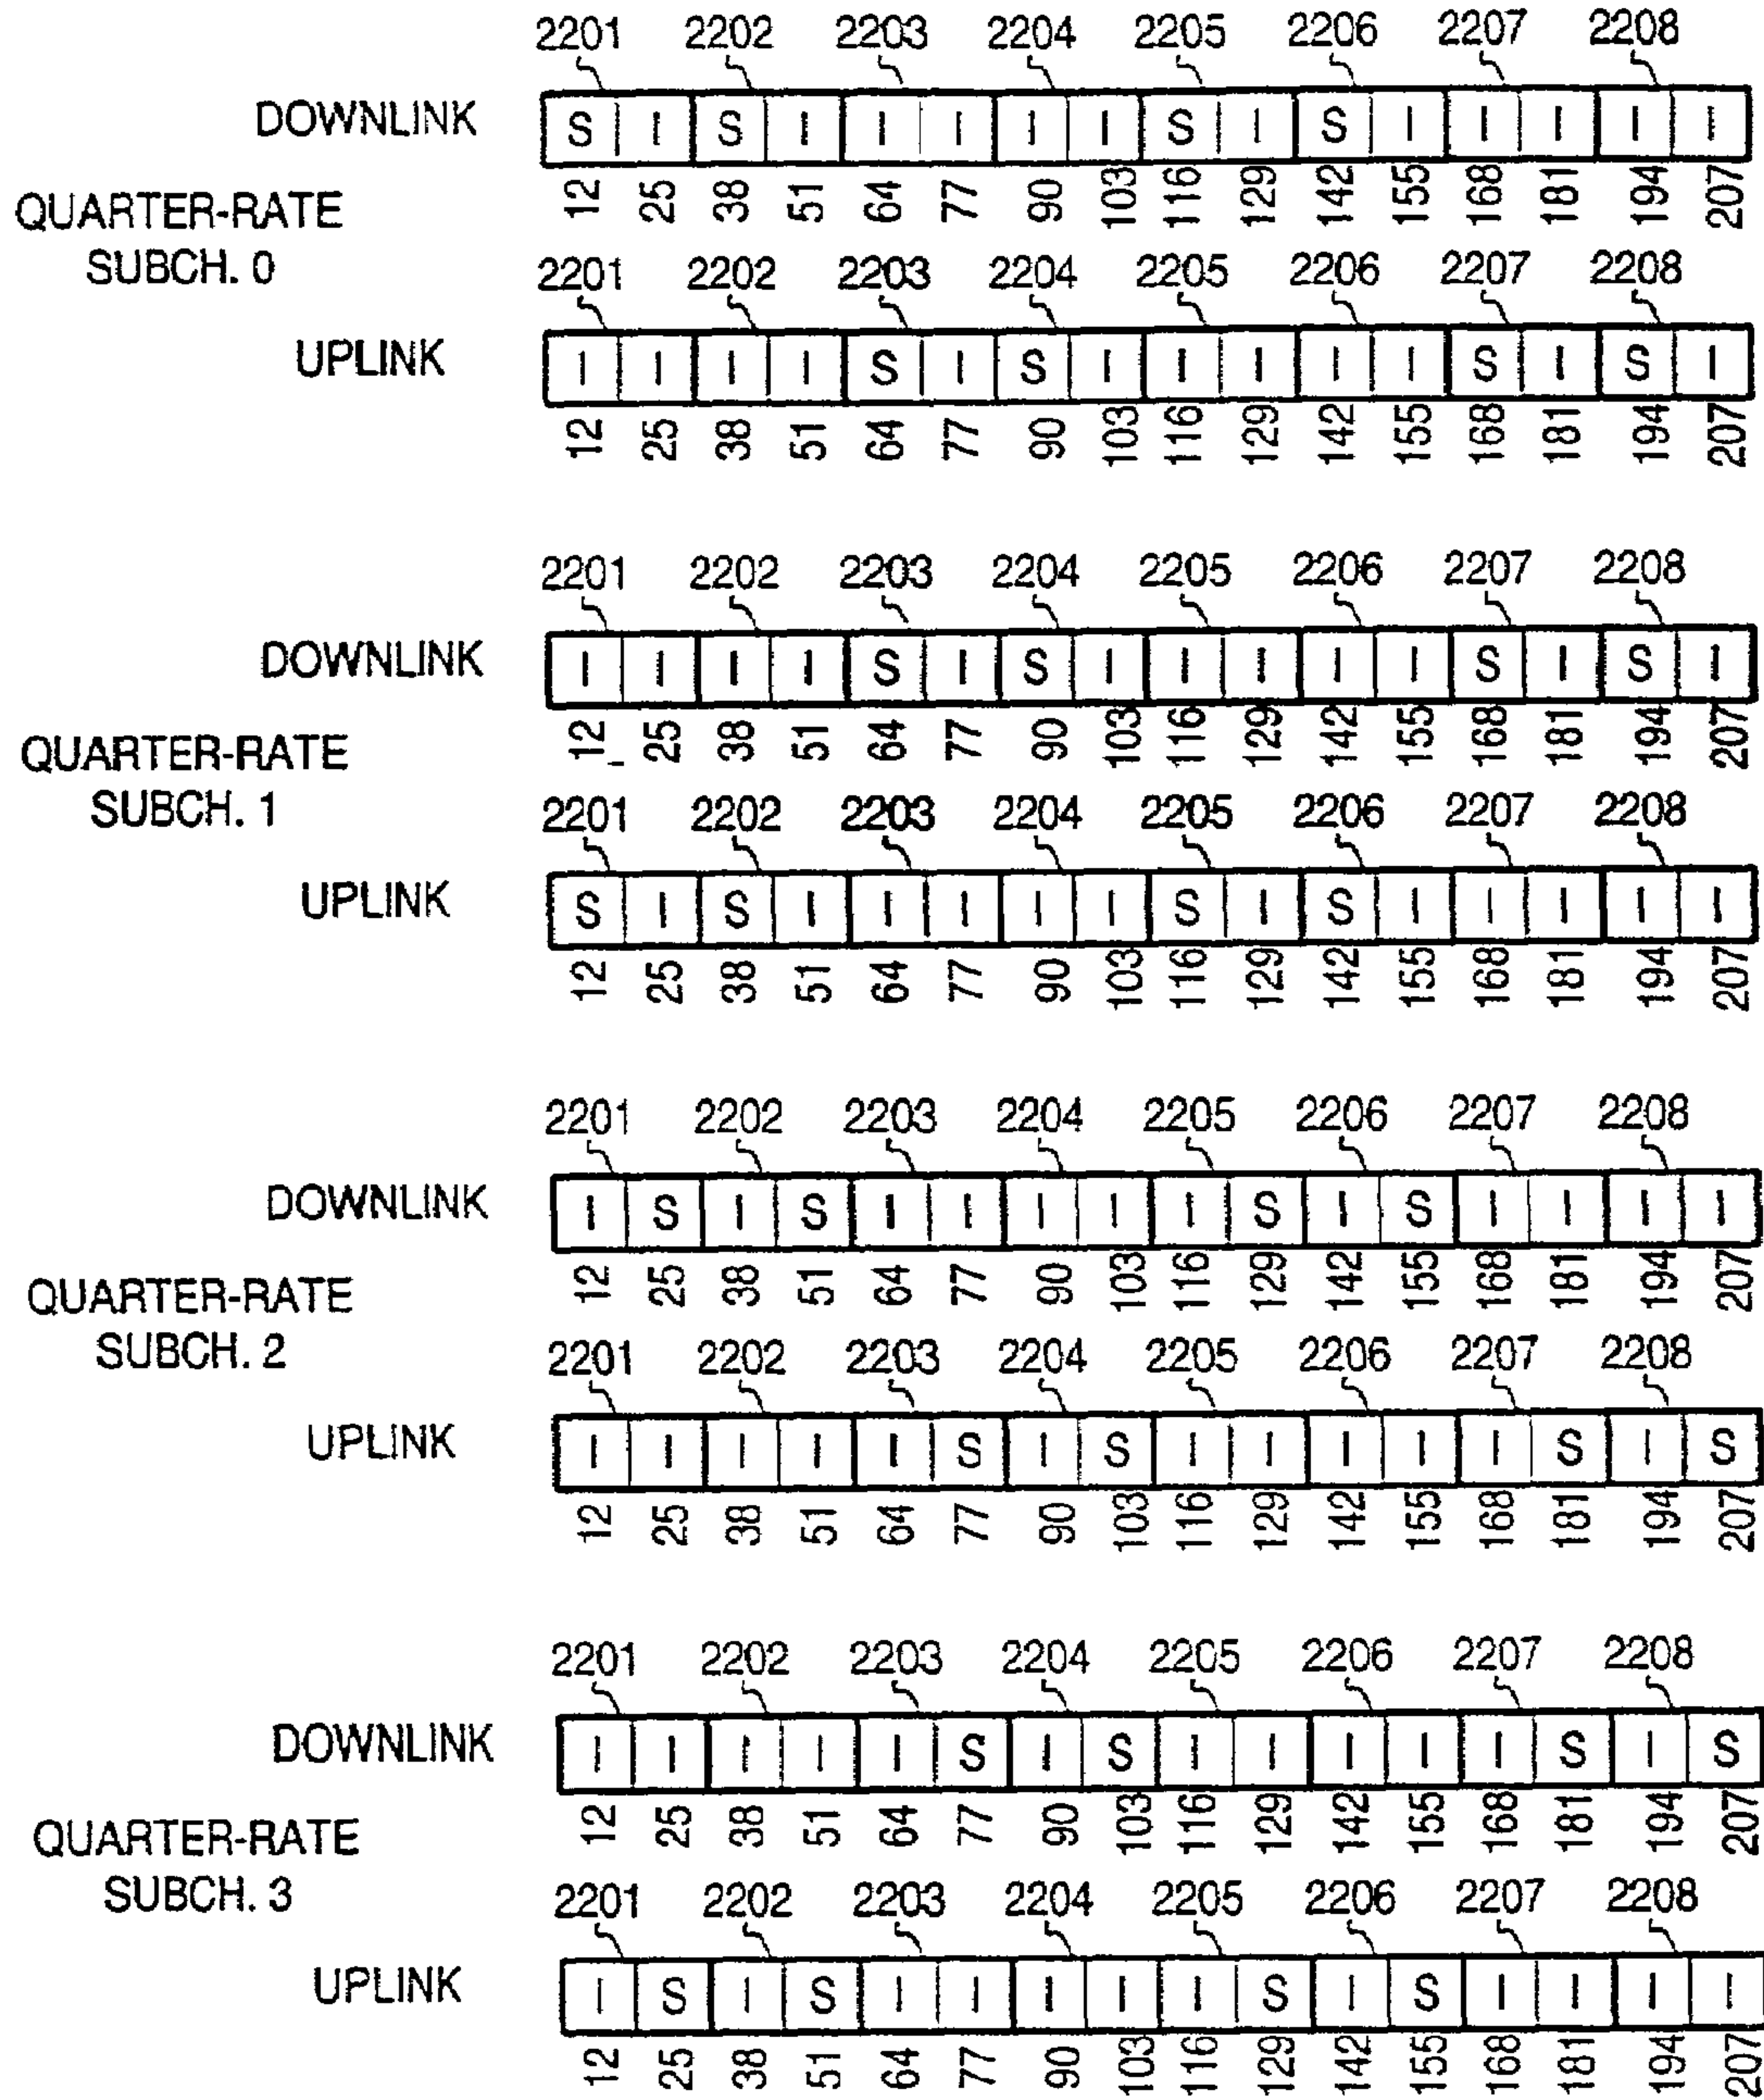 2201 2202 2203 2204 2205 2206 2207 2208
DOWNLINK S I S I I I I I S I S I I I I I
12 25 38 51 64 77 90 103 116 129 142 155 168 181 194 207
QUARTER-RATE
SUBCH. 0
2201 2202 2203 2204 2205 2206 2207 2208
UPLINK I I I I S I S I I I I I S I S I
12 25 38 51 64 77 90 103 116 129 142 155 168 181 194 207
2201 2202 2203 2204 2205 2206 2207 2208
DOWNLINK I I I I S I S I I I I I S I S I
12 25 38 51 64 77 90 103 116 129 142 155 168 181 194 207
QUARTER-RATE
SUBCH. 1
2201 2202 2203 2204 2205 2206 2207 2208
UPLINK S I S I I I I I S I S I I I I I
12 25 38 51 64 77 90 103 116 129 142 155 168 181 194 207
2201 2202 2203 2204 2205 2206 2207 2208
DOWNLINK I S I S I I I I I S I S I I I I
12 25 38 51 64 77 90 103 116 129 142 155 168 181 194 207
QUARTER-RATE
SUBCH. 2
2201 2202 2203 2204 2205 2206 2207 2208
UPLINK I I I I I S I S I I I I I S I S
12 25 38 51 64 77 90 103 116 129 142 155 168 181 194 207
2201 2202 2203 2204 2205 2206 2207 2208
DOWNLINK I I I I I S I S I I I I I S I S
12 25 38 51 64 77 90 103 116 129 142 155 168 181 194 207
QUARTER-RATE
SUBCH. 3
2201 2202 2203 2204 2205 2206 2207 2208
UPLINK I S I S I I I I I S I S I I I I
12 25 38 51 64 77 90 103 116 129 142 155 168 181 194 207